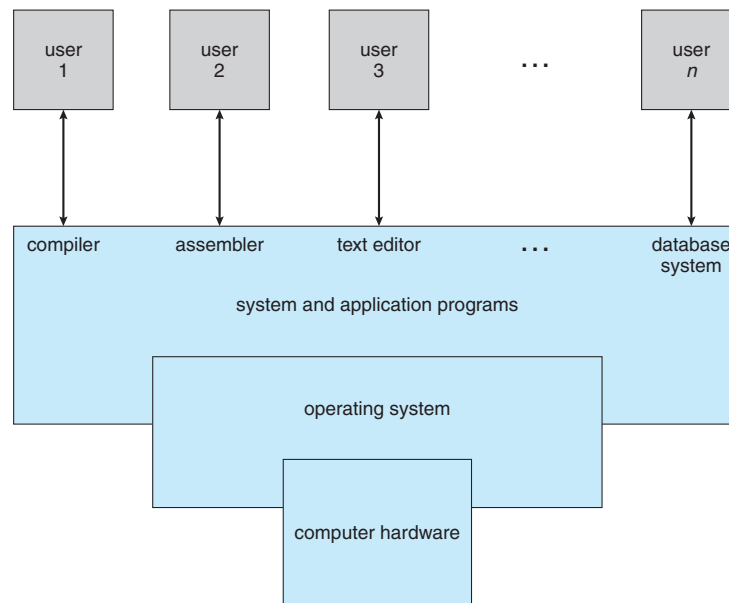 user user user ... user
1 2 3 n
compiler assembler text editor ... database
system
system and application programs
operating system
computer hardware